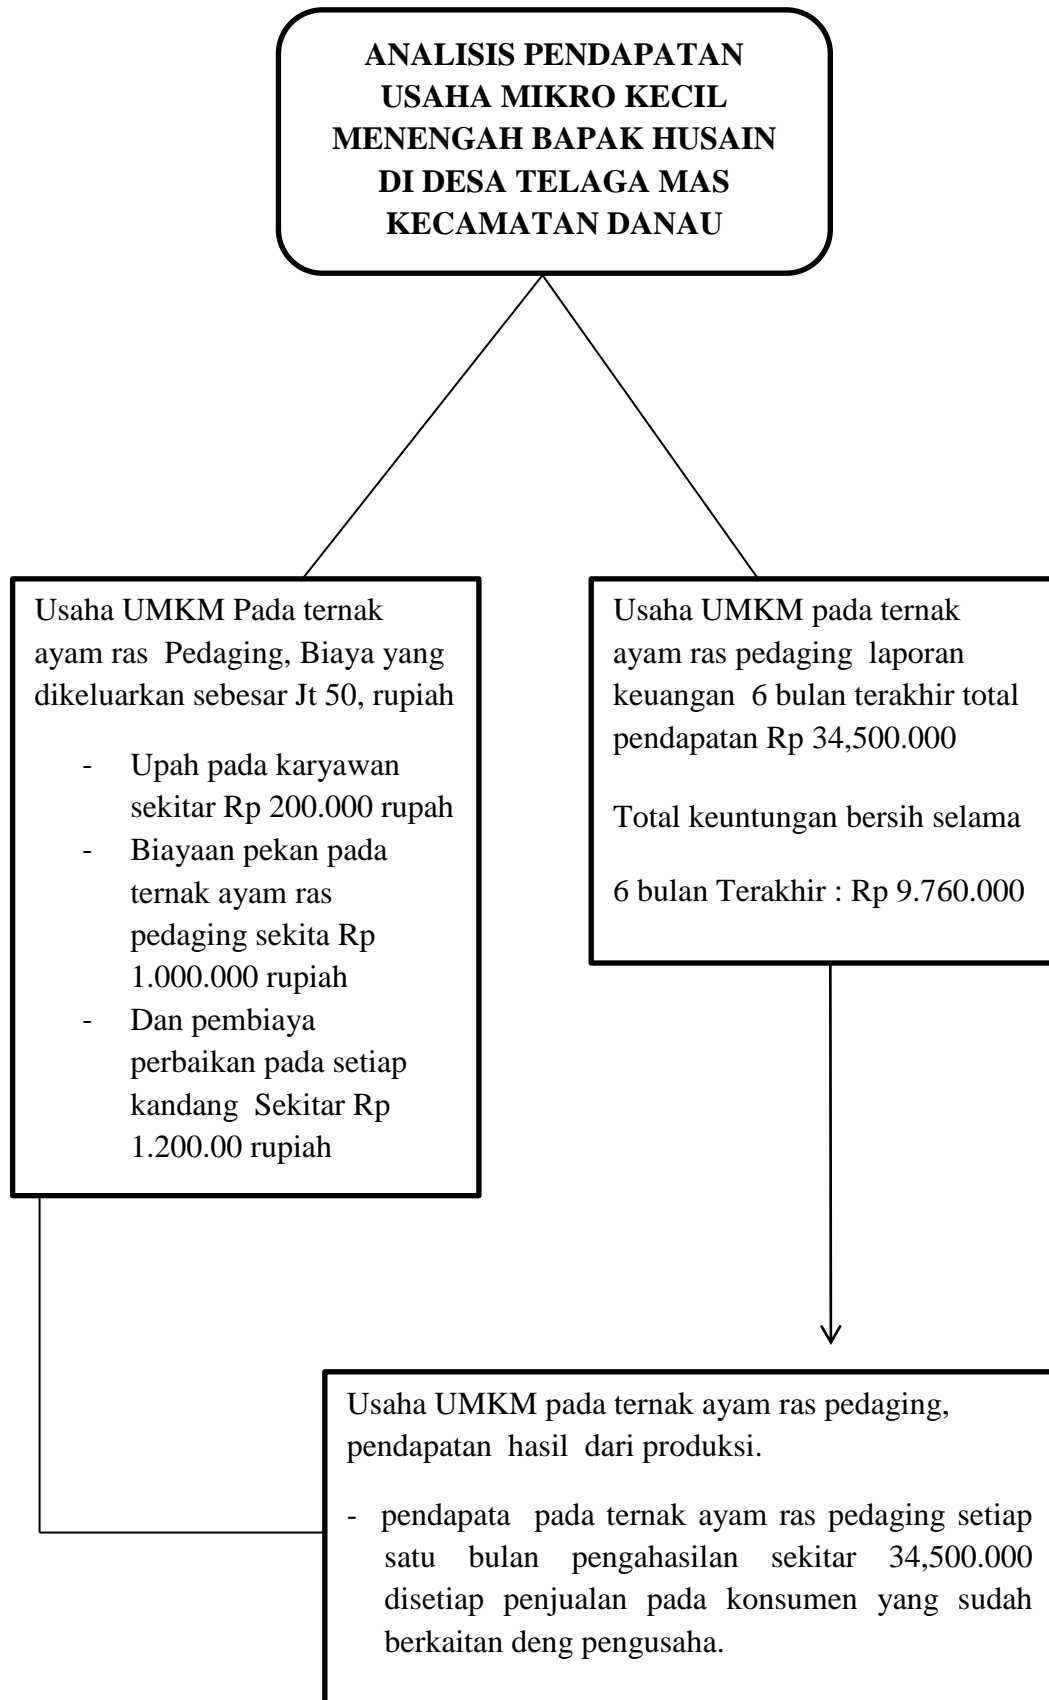 ANALISIS PENDAPATAN
USAHA MIKRO KECIL
MENENGAH BAPAK HUSAIN
DI DESA TELAGA MAS
KECAMATAN DANAU
Usaha UMKM Pada ternak
ayam ras Pedaging, Biaya yang
dikeluarkan sebesar Jt 50, rupiah
- Upah pada karyawan
sekitar Rp 200.000 rupah
- Biayaan pekan pada
ternak ayam ras
pedaging sekita Rp
1.000.000 rupiah
- Dan pembiaya
perbaikan pada setiap
kandang Sekitar Rp
1.200.00 rupiah
Usaha UMKM pada ternak
ayam ras pedaging laporan
keuangan 6 bulan terakhir total
pendapatan Rp 34,500.000
Total keuntungan bersih selama
6 bulan Terakhir : Rp 9.760.000
Usaha UMKM pada ternak ayam ras pedaging,
pendapatan hasil dari produksi.
- pendapata pada ternak ayam ras pedaging setiap
satu bulan pengahasilan sekitar 34,500.000
disetiap penjualan pada konsumen yang sudah
berkaitan deng pengusaha.